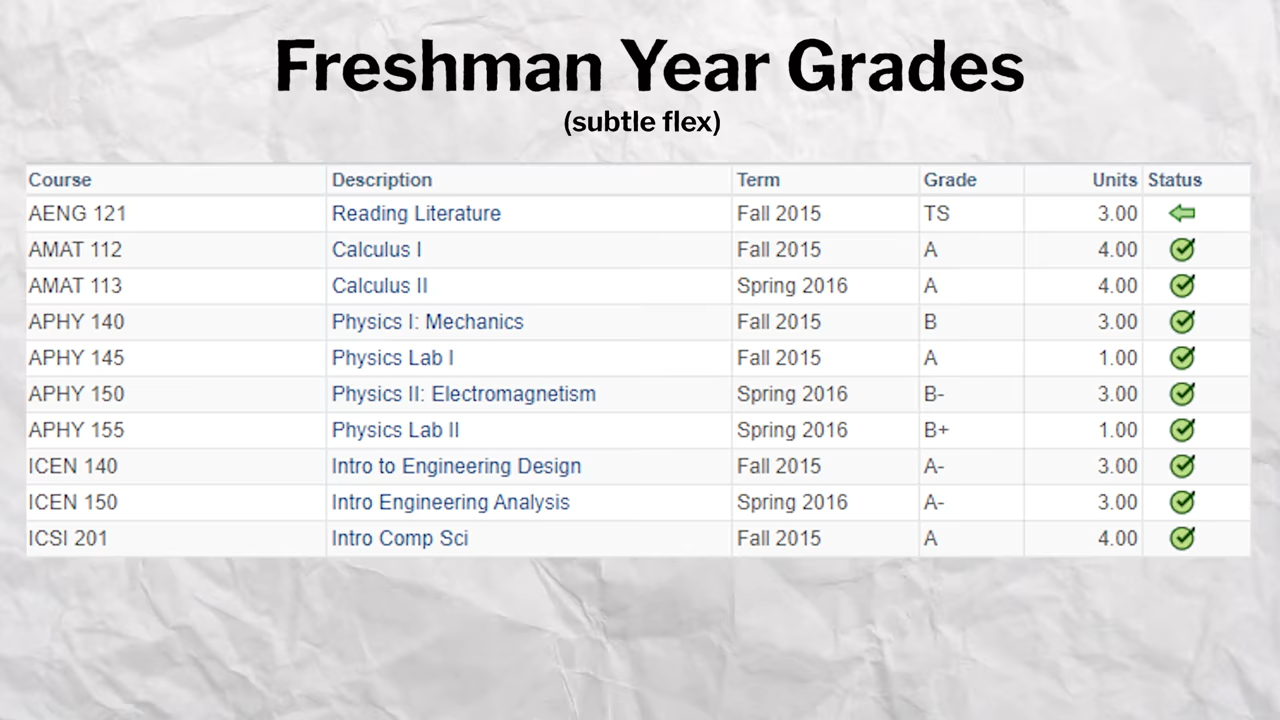 Freshman Year Grades
(subtle flex)
Course Description Term Grade Units Status
AENG 121 Reading Literature Fall 2015 TS 3.00
AMAT 112 Calculus I Fall 2015 A 4.00
AMAT 113 Calculus II Spring 2016 A 4.00
APHY 140 Physics I: Mechanics Fall 2015 B 3.00
APHY 145 Physics Lab I Fall 2015 A 1.00
APHY 150 Physics II: Electromagnetism Spring 2016 B- 3.00
APHY 155 Physics Lab II Spring 2016 B+ 1.00
ICEN 140 Intro to Engineering Design Fall 2015 A- 3.00
ICEN 150 Intro Engineering Analysis Spring 2016 A- 3.00
ICSI 201 Intro Comp Sci Fall 2015 A 4.00